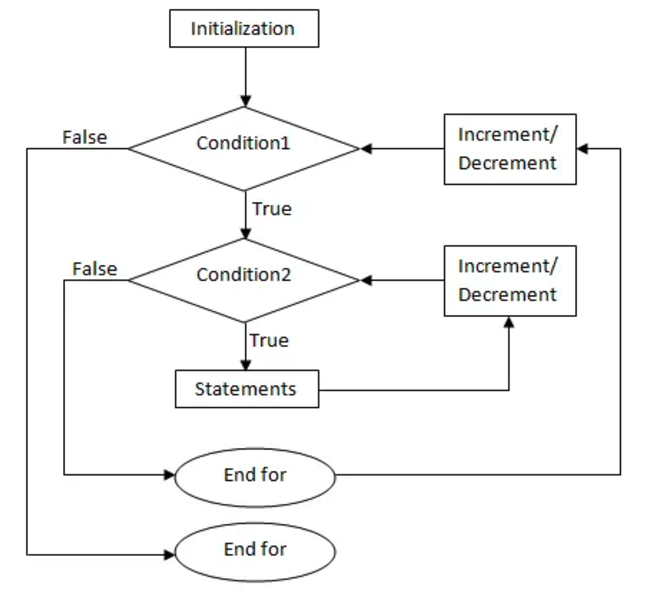 Initialization
False
Condition1
Increment/
Decrement
True
False
Condition2
Increment/
Decrement
True
Statements
End for
End for